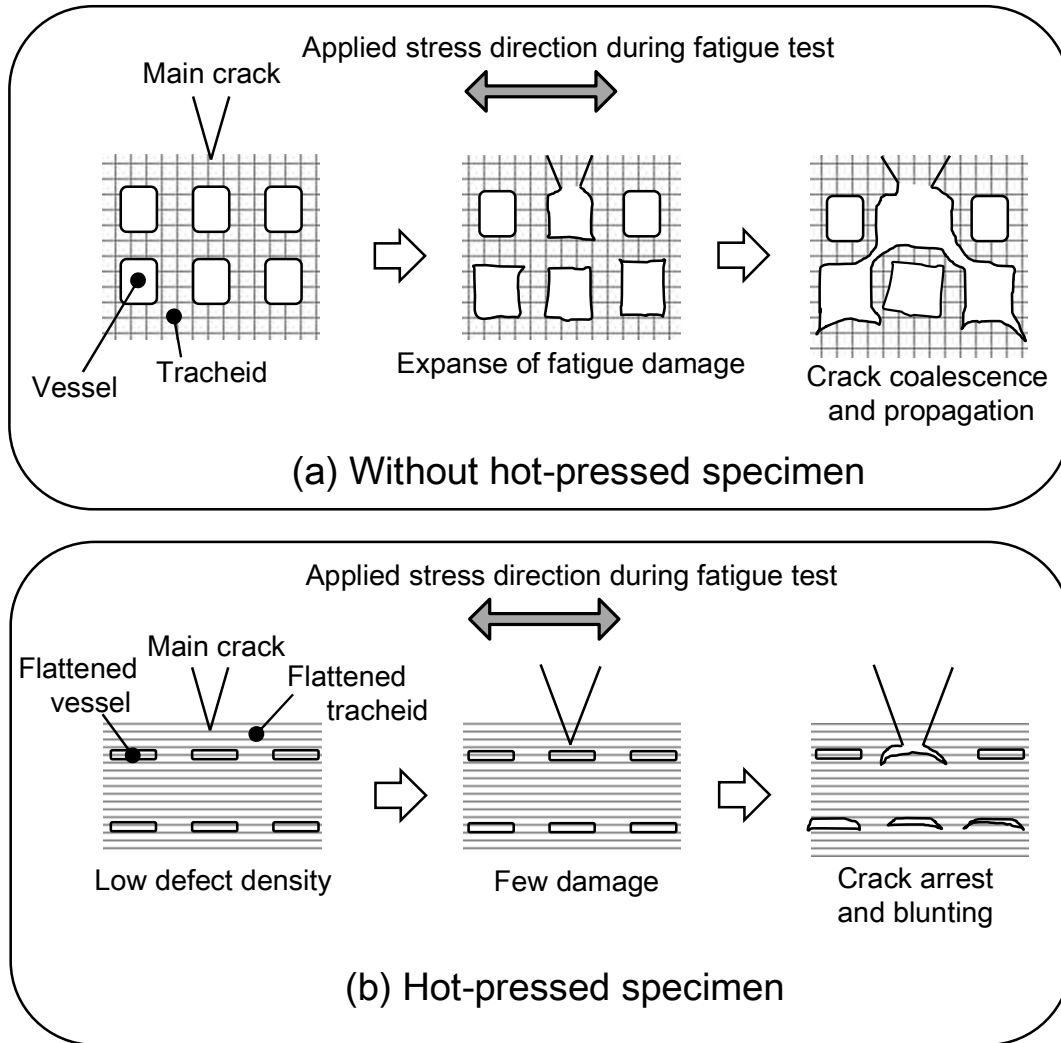 Applied stress direction during fatigue test
Main crack
Vessel
Tracheid
Expanse of fatigue damage
Crack coalescence
and propagation
(a) Without hot-pressed specimen
Applied stress direction during fatigue test
Main crack
Flattened
vessel
Flattened
tracheid
Low defect density
Few damage
Crack arrest
and blunting
(b) Hot-pressed specimen